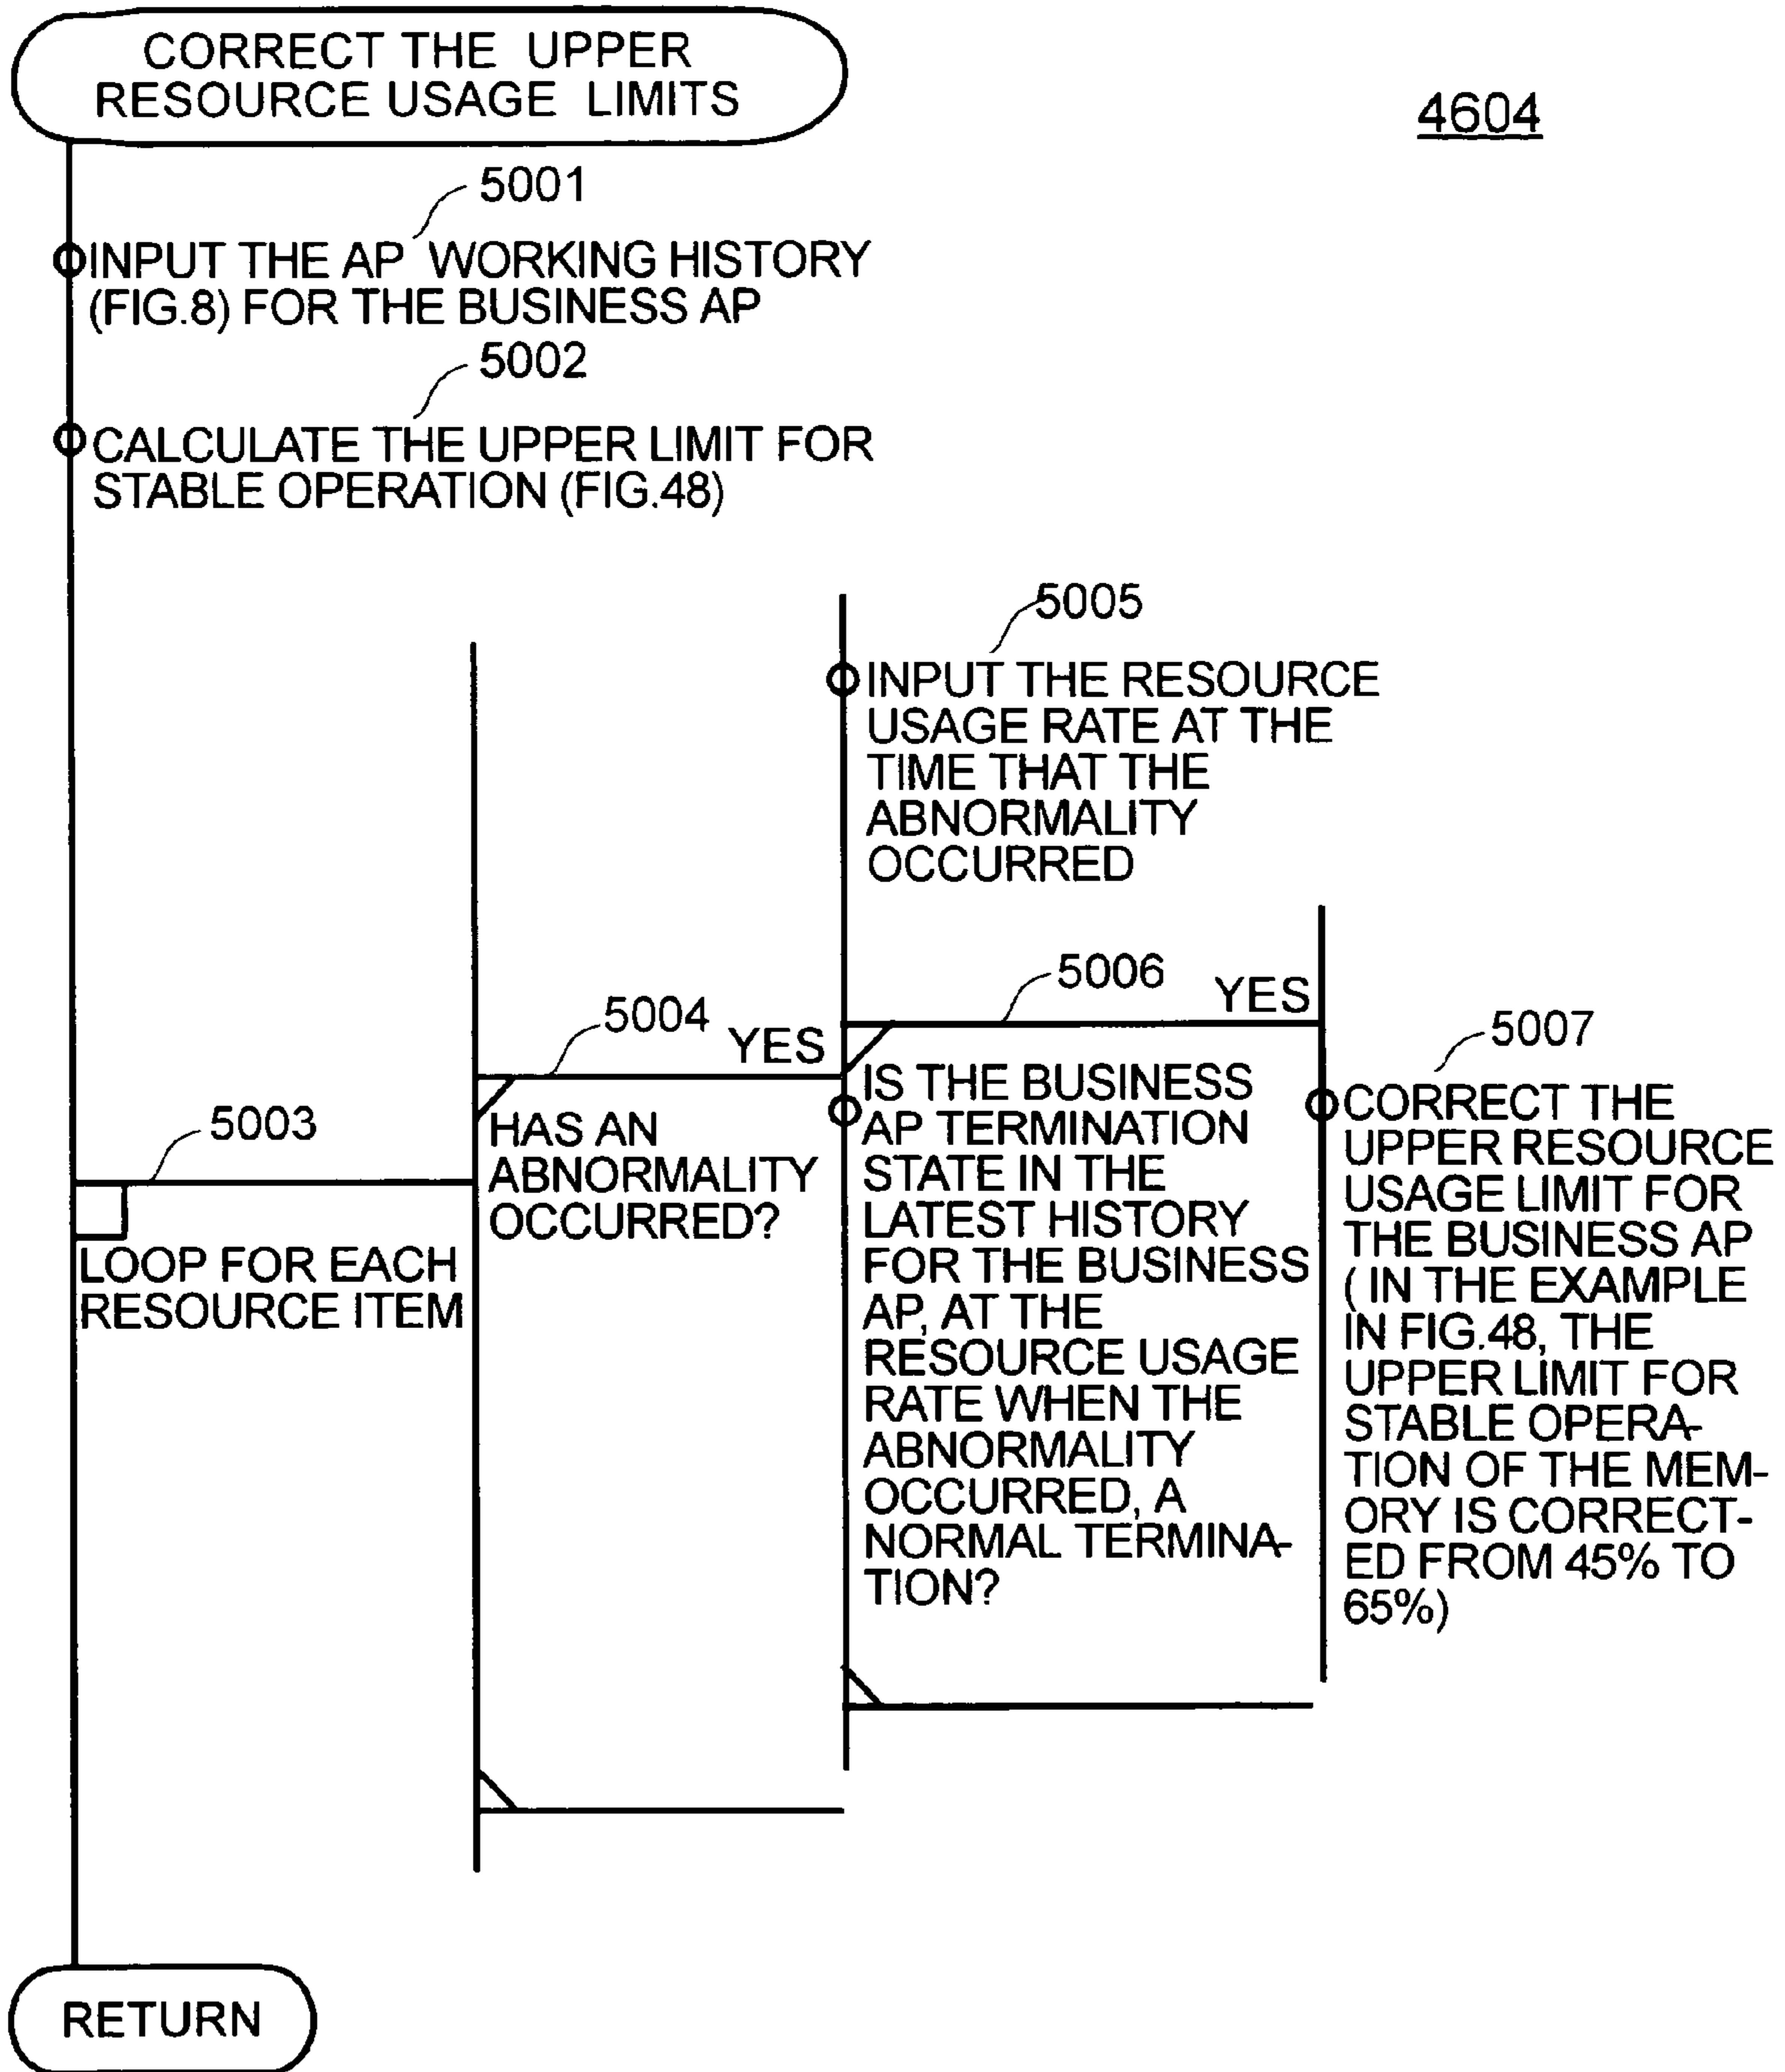 CORRECT THE UPPER
RESOURCE USAGE LIMITS
4604
5001
INPUT THE AP WORKING HISTORY
(FIG.8) FOR THE BUSINESS AP
5002
CALCULATE THE UPPER LIMIT FOR
STABLE OPERATION (FIG.48)
5003
LOOP FOR EACH
RESOURCE ITEM
5004
YES
HAS AN
ABNORMALITY
OCCURRED?
5005
INPUT THE RESOURCE
USAGE RATE AT THE
TIME THAT THE
ABNORMALITY
OCCURRED
5006
YES
IS THE BUSINESS
AP TERMINATION
STATE IN THE
LATEST HISTORY
FOR THE BUSINESS
AP, AT THE
RESOURCE USAGE
RATE WHEN THE
ABNORMALITY
OCCURRED, A
NORMAL TERMINA-
TION?
5007
CORRECT THE
UPPER RESOURCE
USAGE LIMIT FOR
THE BUSINESS AP
( IN THE EXAMPLE
IN FIG.48, THE
UPPER LIMIT FOR
STABLE OPERA-
TION OF THE MEM-
ORY IS CORRECT-
ED FROM 45% TO
65%)
RETURN